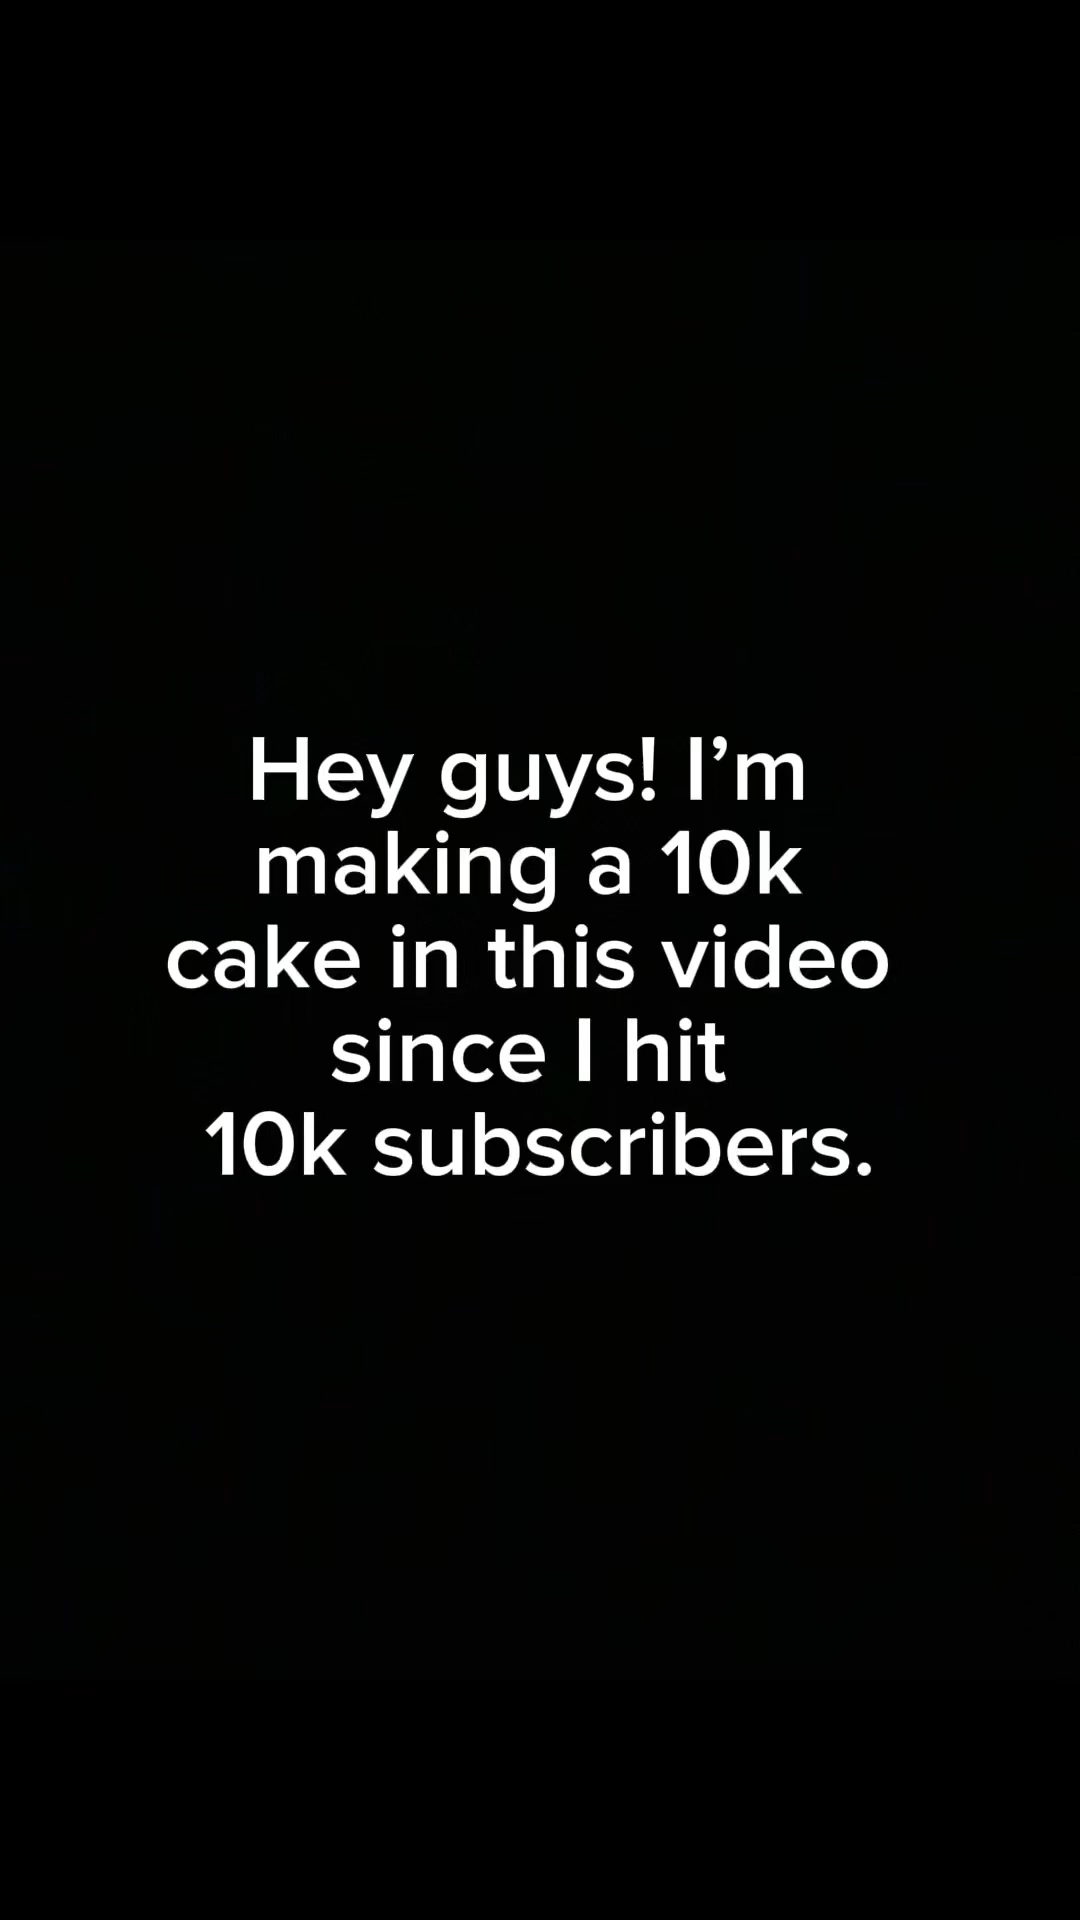 Hey guys! I’m
making a 10k
cake in this video
since I hit
10k subscribers.